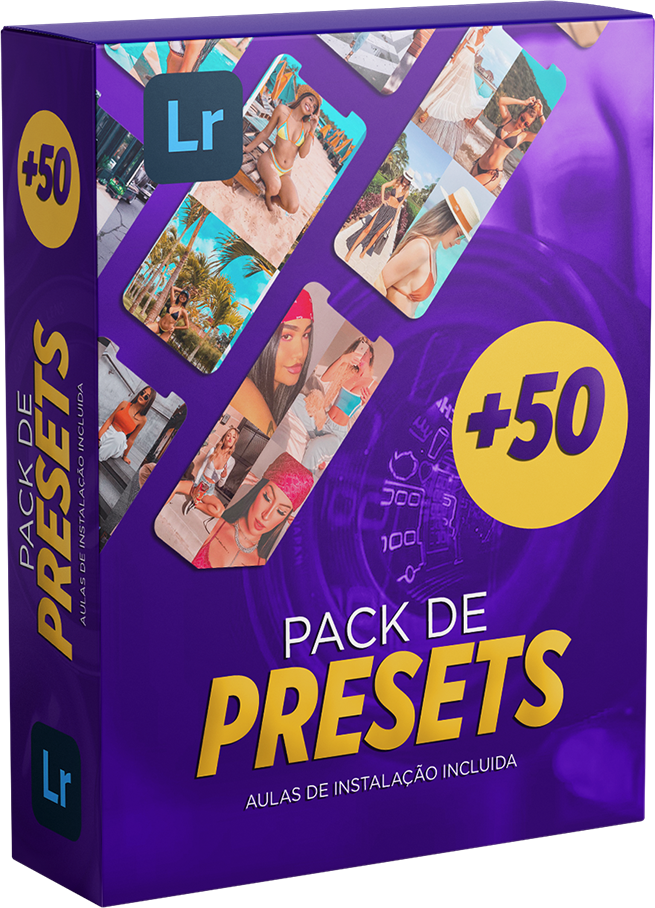 Lr
+50
+50
PACK DE
PRESETS
AULAS DE INSTALAÇÃO INCLUIDA
PACK DE
PRESETS
AULAS DE INSTALAÇÃO INCLUIDA
Lr